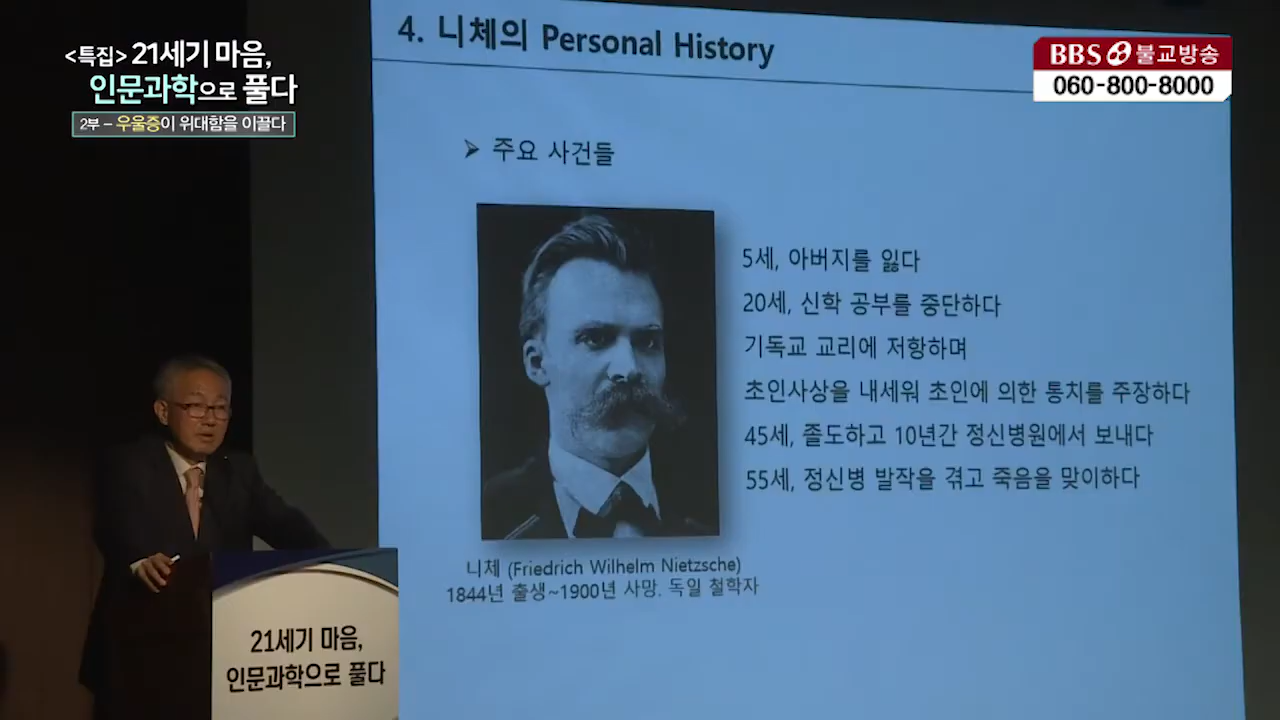 <특집> 21세기 마음,
인문과학으로 풀다
2부 – 우울증이 위대함을 이끌다
BBS 불교방송
060-800-8000
4. 니체의 Personal History
➢ 주요 사건들
5세, 아버지를 잃다
20세, 신학 공부를 중단하다
기독교 교리에 저항하며
초인사상을 내세워 초인에 의한 통치를 주장하다
45세, 졸도하고 10년간 정신병원에서 보내다
55세, 정신병 발작을 겪고 죽음을 맞이하다
니체 (Friedrich Wilhelm Nietzsche)
1844년 출생~1900년 사망. 독일 철학자
21세기 마음,
인문과학으로 풀다